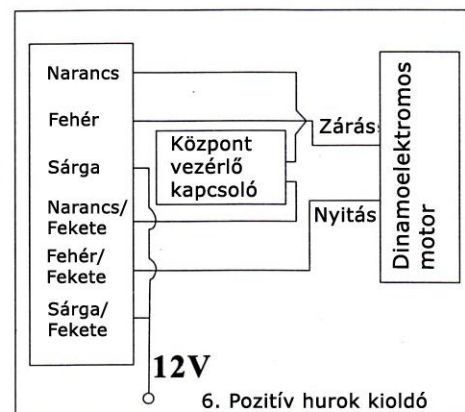 Narancs
Fehér
Sárga
Narancs/
Fekete
Fehér/
Fekete
Sárga/
Fekete
Központ
vezérlő
kapcsoló
Zárás
Nyitás
Dinamoelektromos
motor
12V
6. Pozitív hurok kioldó